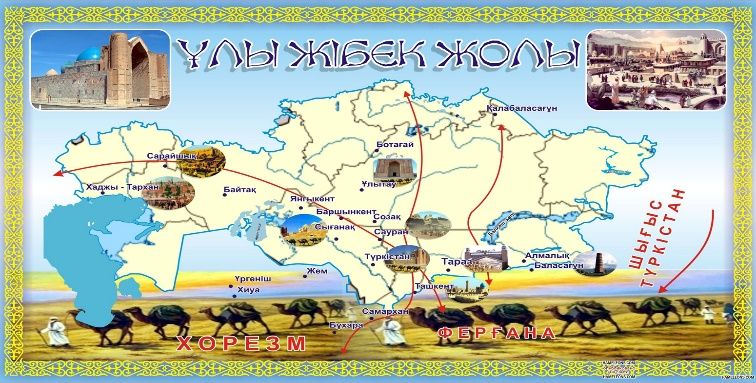 ҰЛЫ ЖІБЕК ЖОЛЫ
Қалабаласағұн
Ботағай
Сарайшық
Хаджы - Тархан
Байтақ
Ұлытау
Янгыкент
Баршынкент
Созақ
Сығанақ
Сауран
Түркістан
Тараз
Алмалық
Баласағұн
Жем
Үргеніш
Хиуа
Ташкент
Самархан
Бұхара
ХОРЕЗМ
ФЕРҒАНА
ШЫҒЫС
ТҮРКІСТАН